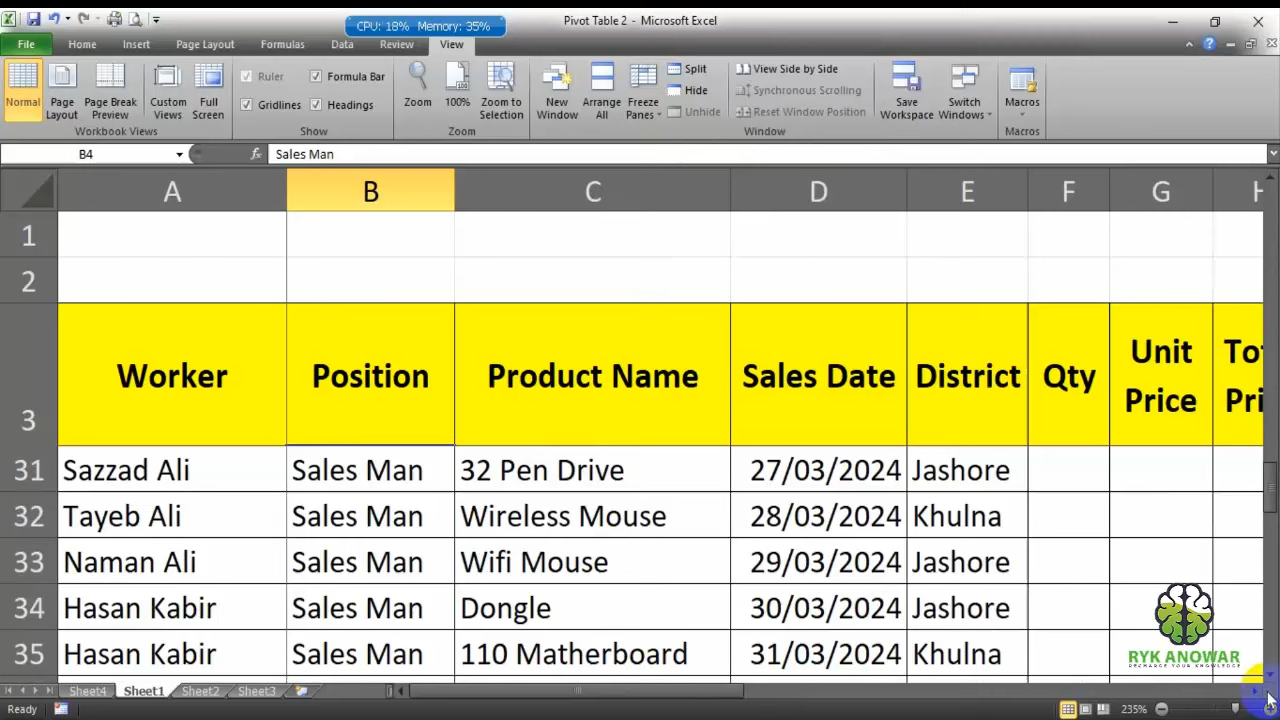 CPU: 18% Memory: 35%
Pivot Table 2 - Microsoft Excel
File Home Insert Page Layout Formulas Data Review View
Normal
Page Layout
Page Break Preview
Custom Views
Full Screen
Ruler
Formula Bar
Gridlines
Headings
Zoom
100%
Zoom to Selection
New Window
Arrange All
Freeze Panes
Split
Hide
Unhide
View Side by Side
Synchronous Scrolling
Reset Window Position
Save Workspace
Switch Windows
Macros
Workbook Views Show Zoom Window Macros
B4 fx Sales Man
A B C D E F G H
1
2
3 Worker Position Product Name Sales Date District Qty Unit Price
31 Sazzad Ali Sales Man 32 Pen Drive 27/03/2024 Jashore
32 Tayeb Ali Sales Man Wireless Mouse 28/03/2024 Khulna
33 Naman Ali Sales Man Wifi Mouse 29/03/2024 Jashore
34 Hasan Kabir Sales Man Dongle 30/03/2024 Jashore
35 Hasan Kabir Sales Man 110 Matherboard 31/03/2024 Khulna
RYK ANOWAR
RECHARGE YOUR KNOWLEDGE
Sheet4 Sheet1 Sheet2 Sheet3
Ready 235%